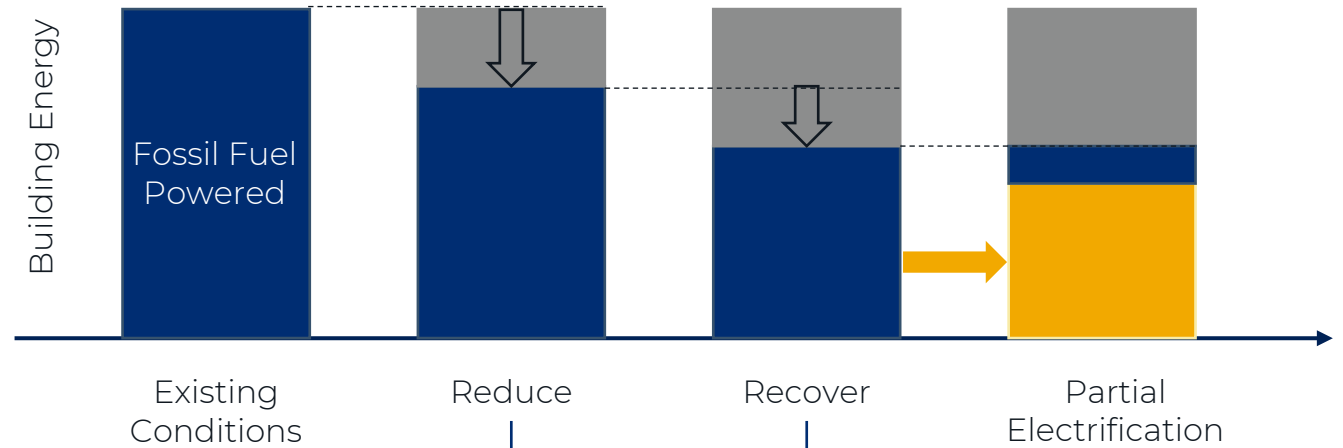 Building Energy
Fossil Fuel
Powered
Existing
Conditions
Reduce
Recover
Partial
Electrification